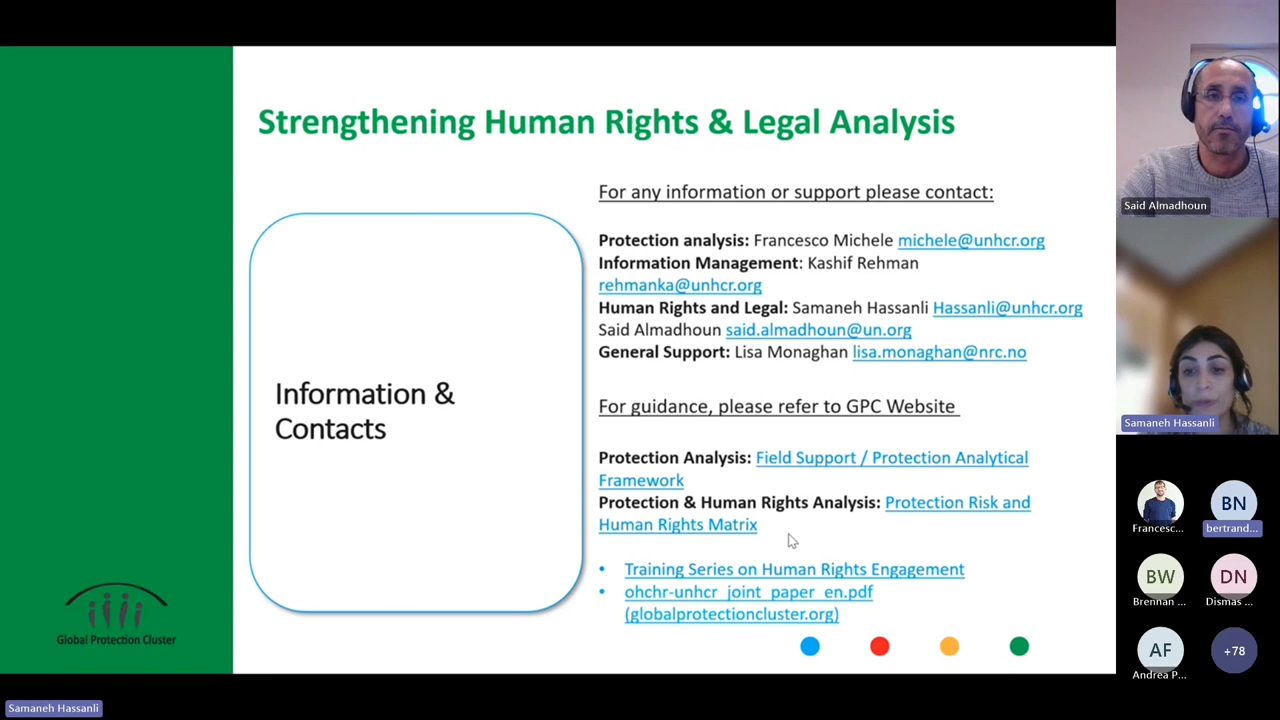 Strengthening Human Rights & Legal Analysis
Information &
Contacts
For any information or support please contact:
Protection analysis: Francesco Michele michele@unhcr.org
Information Management: Kashif Rehman
rehmanka@unhcr.org
Human Rights and Legal: Samaneh Hassanli Hassanli@unhcr.org
Said Almadhoun said.almadhoun@un.org
General Support: Lisa Monaghan lisa.monaghan@nrc.no
For guidance, please refer to GPC Website
Protection Analysis: Field Support / Protection Analytical
Framework
Protection & Human Rights Analysis: Protection Risk and
Human Rights Matrix
• Training Series on Human Rights Engagement
• ohchr-unhcr_joint_paper_en.pdf
(globalprotectioncluster.org)
Global Protection Cluster
Said Almadhoun
Samaneh Hassanli
Francesc...
BN
bertrand...
BW
Brennan ...
DN
Dismas ...
AF
Andrea P...
+78
Samaneh Hassanli